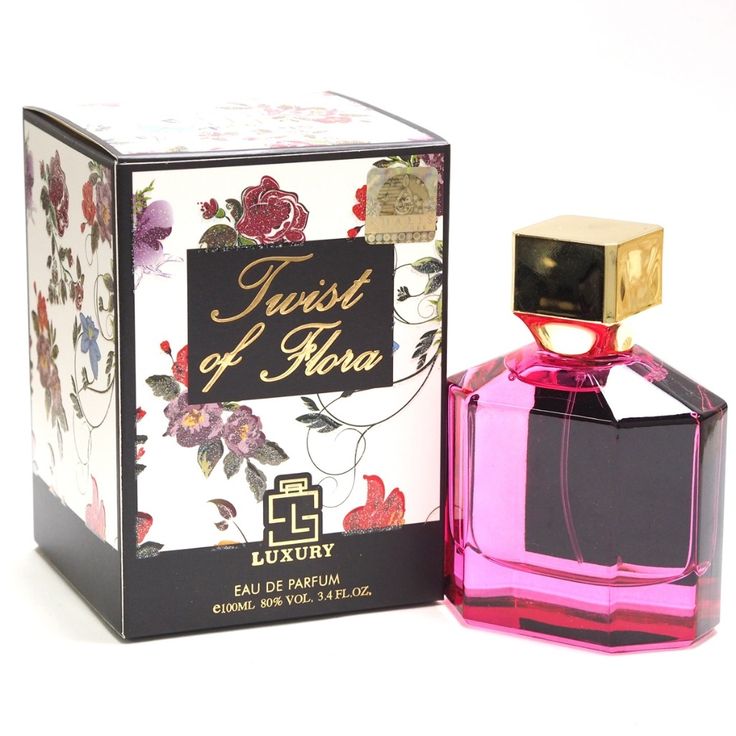 Twist
of Flora
LUXURY
EAU DE PARFUM
e100ML 80% VOL. 3.4 FL.OZ.